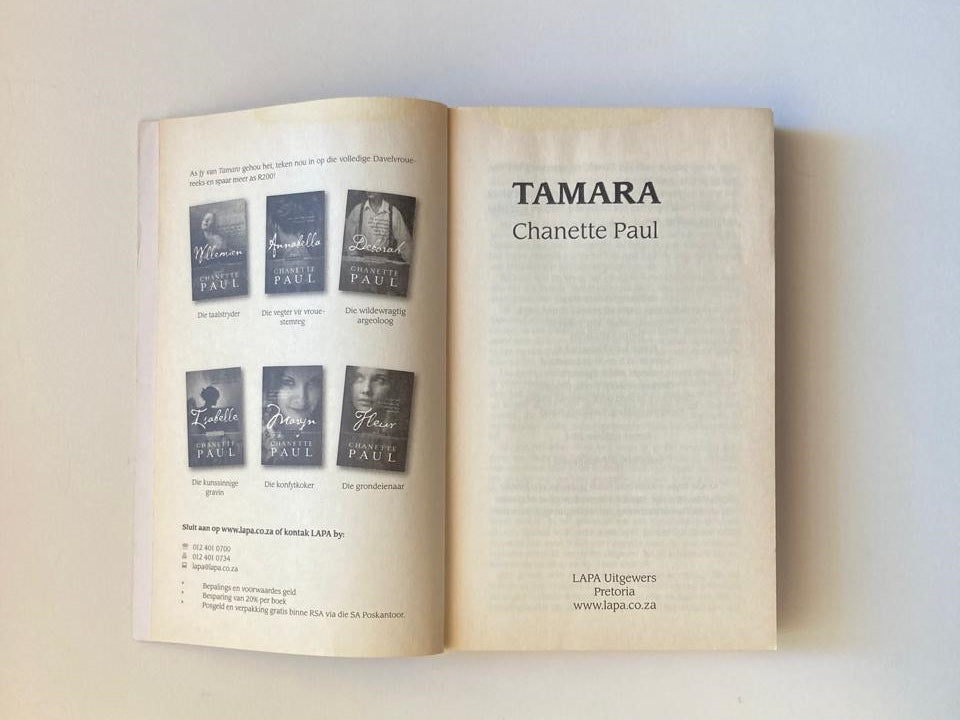 As jy van Tamara gehou het, teken nou in op die volledige Davelvroue-
reeks en spaar meer as R200!
Willemien
CHANETTE
PAUL
Annabella
CHANETTE
PAUL
Deborah
CHANETTE
PAUL
Die taalstryder
Die vegter vir vroue-
stemreg
Die wildewragtig
argeoloog
Isabelle
CHANETTE
PAUL
Maryn
CHANETTE
PAUL
Fleur
CHANETTE
PAUL
Die kunssinnige
gravin
Die konfytkoker
Die grondeienaar
Sluit aan op www.lapa.co.za of kontak LAPA by:
012 401 0700
012 401 0734
lapa@lapa.co.za
• Bepalings en voorwaardes geld
• Besparing van 20% per boek
• Posgeld en verpakking gratis binne RSA via die SA Poskantoor.
TAMARA
Chanette Paul
LAPA Uitgewers
Pretoria
www.lapa.co.za